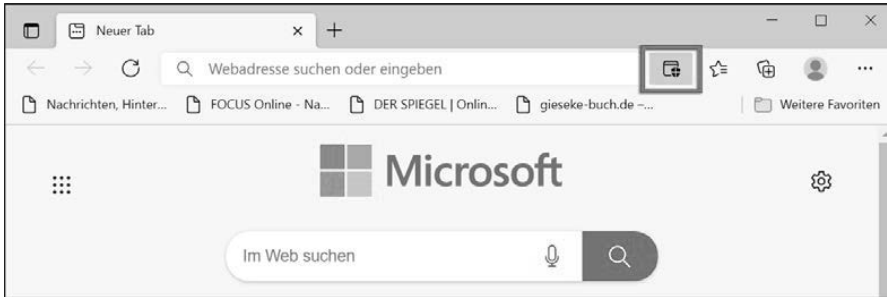 Neuer Tab
Webadresse suchen oder eingeben
Nachrichten, Hinter... FOCUS Online - Na... DER SPIEGEL | Onlin... gieseke-buch.de –... Weitere Favoriten
Microsoft
Im Web suchen